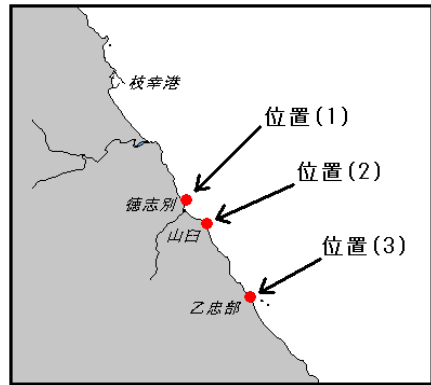 枝幸港
位置(1)
位置(2)
徳志別
山臼
位置(3)
乙忠部